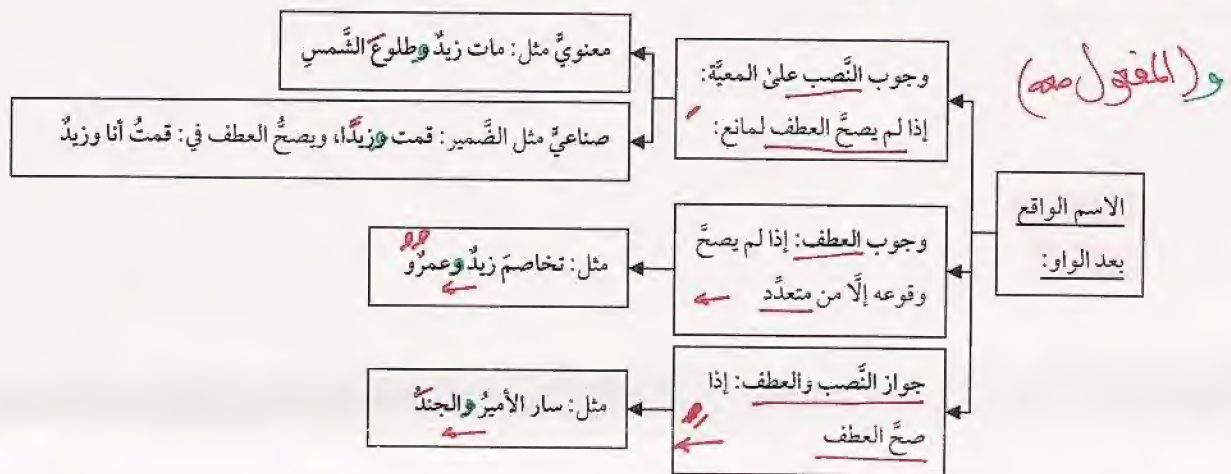 و (المفعول معه)
الاسم الواقع
بعد الواو:
وجوب النَّصب على المعيَّة:
إذا لم يصحَّ العطف لمانع:
معنويٌّ مثل: مات زيدٌ وطلوعَ الشَّمسِ
صناعيٌّ مثل الضَّمير: قمت وزيدًا، ويصحُّ العطف في: قمتُ أنا وزيدٌ
وجوب العطف: إذا لم يصحَّ
وقوعه إلَّا من متعدِّد
مثل: تخاصمَ زيدٌ وعمرٌو
جواز النَّصب والعطف: إذا
صحَّ العطف
مثل: سار الأميرُ والجندُ